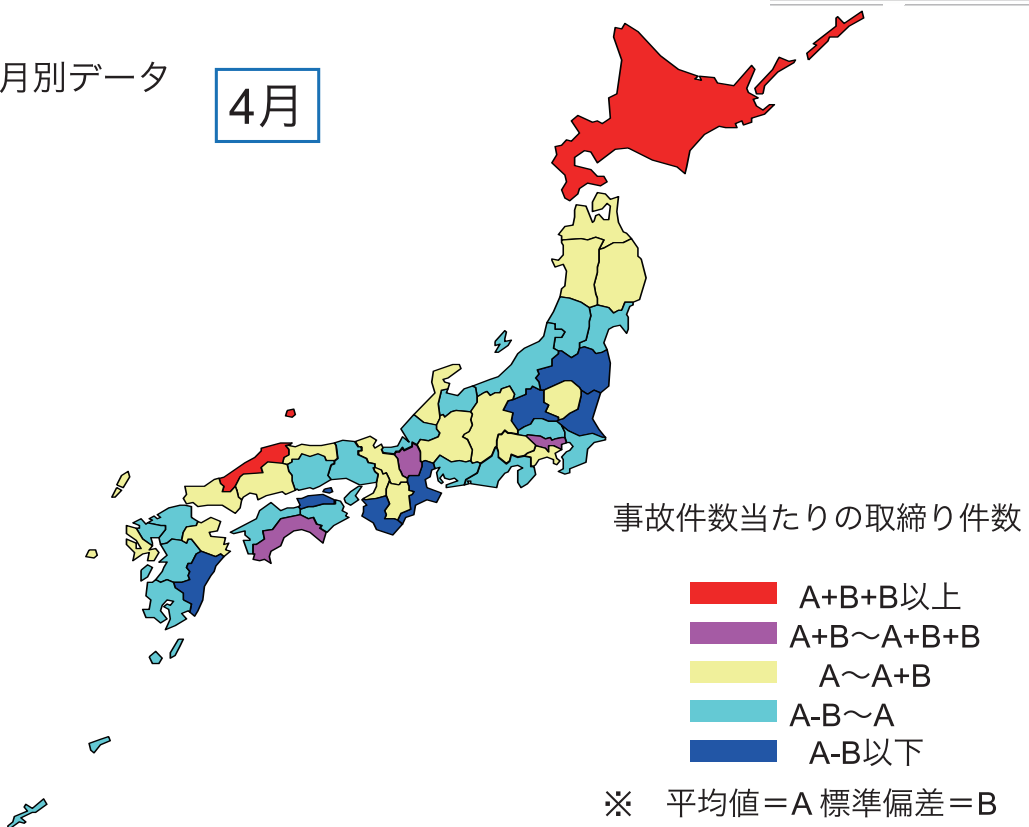 月別データ
4月
事故件数当たりの取締り件数
A+B+B以上
A+B～A+B+B
A～A+B
A-B～A
A-B以下
※　平均値＝A 標準偏差＝B